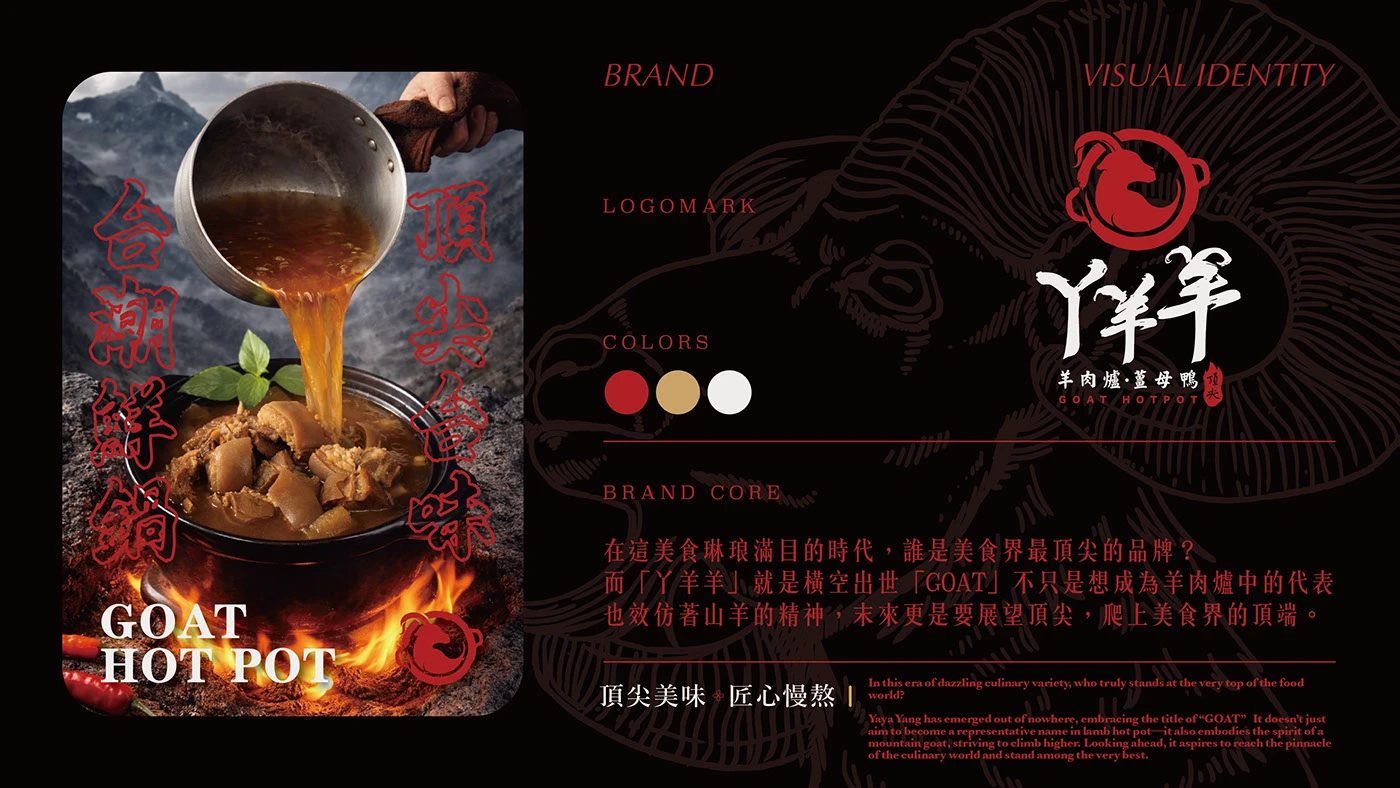 頂尖台味
台潮鮮鍋
GOAT
HOT POT
BRAND
VISUAL IDENTITY
LOGOMARK
丫羊羊
羊肉爐·薑母鴨
頂尖
GOAT HOTPOT
COLORS
BRAND CORE
在這美食琳琅滿目的時代，誰是美食界最頂尖的品牌？
而「丫羊羊」就是橫空出世「GOAT」不只是想成為羊肉爐中的代表
也效仿著山羊的精神，末來更是要展望頂尖，爬上美食界的頂端。
頂尖美味 匠心慢熬
In this era of dazzling culinary variety, who truly stands at the very top of the food
world?
Yaya Yang has emerged out of nowhere, embracing the title of “GOAT” It doesn’t just
aim to become a representative name in lamb hot pot—it also embodies the spirit of a
mountain goat, striving to climb higher. Looking ahead, it aspires to reach the pinnacle
of the culinary world and stand among the very best.